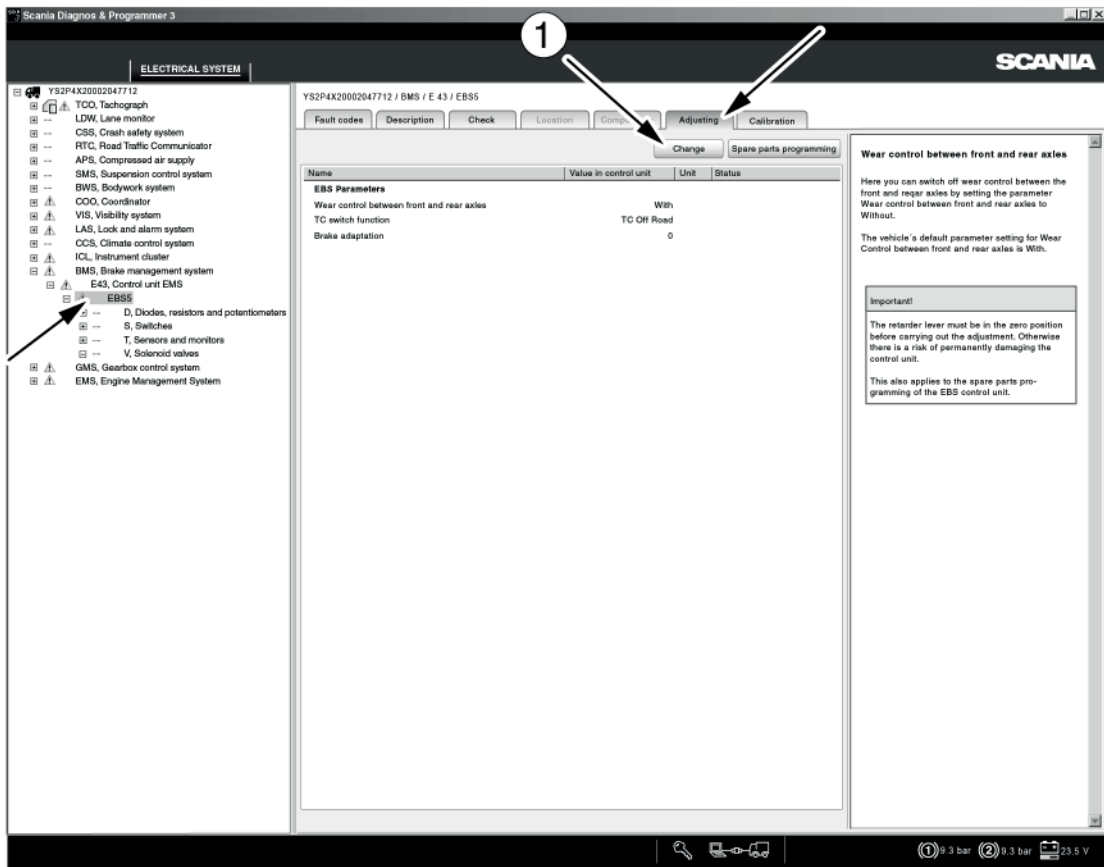 Scania Diagnos & Programmer 3
1
ELECTRICAL SYSTEM
SCANIA
YS2P4X20002047712
TCO, Tachograph
LDW, Lane monitor
CSS, Crash safety system
RTC, Road Traffic Communicator
APS, Compressed air supply
SMS, Suspension control system
BWS, Bodywork system
COO, Coordinator
VIS, Visibility system
LAS, Lock and alarm system
CCS, Climate control system
ICL, Instrument cluster
BMS, Brake management system
E43, Control unit EMS
EBS5
D, Diodes, resistors and potentiometers
S, Switches
T, Sensors and monitors
V, Solenoid valves
GMS, Gearbox control system
EMS, Engine Management System
YS2P4X20002047712 / BMS / E 43 / EBS5
Fault codes Description Check Location Adjusting Calibration
Change Spare parts programming
Name Value in control unit Unit Status
EBS Parameters
Wear control between front and rear axles With
TC switch function TC Off Road
Brake adaptation 0
Wear control between front and rear axles
Here you can switch off wear control between the
front and reqar axles by setting the parameter
Wear control between front and rear axles to
Without.
The vehicle´s default parameter setting for Wear
Control between front and rear axles is With.
Important!
The retarder lever must be in the zero position
before carrying out the adjustment. Otherwise
there is a risk of permanently damaging the
control unit.
This also applies to the spare parts pro-
gramming of the EBS control unit.
(1) 9.3 bar (2) 9.3 bar 23.5 V